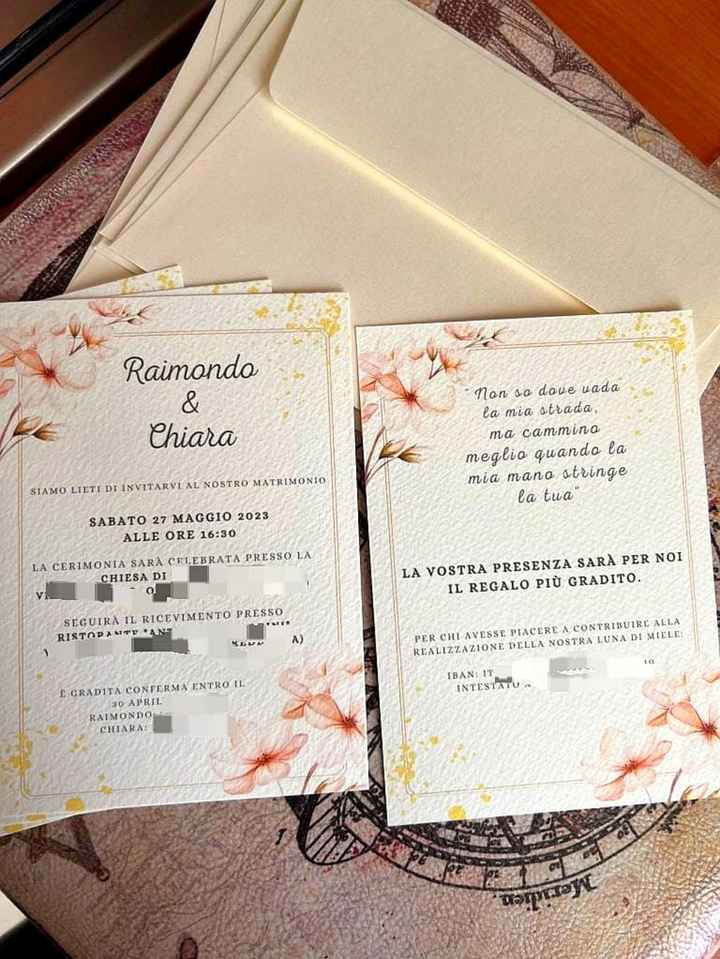 Raimondo
&
Chiara
SIAMO LIETI DI INVITARVI AL NOSTRO MATRIMONIO
SABATO 27 MAGGIO 2023
ALLE ORE 16:30
LA CERIMONIA SARÀ CELEBRATA PRESSO LA
CHIESA DI
SEGUIRÀ IL RICEVIMENTO PRESSO
RISTORANTE
È GRADITA CONFERMA ENTRO IL
30 APRIL
RAIMONDO:
CHIARA:
"Non so dove vada
la mia strada,
ma cammino
meglio quando la
mia mano stringe
la tua"
LA VOSTRA PRESENZA SARÀ PER NOI
IL REGALO PIÙ GRADITO.
PER CHI AVESSE PIACERE A CONTRIBUIRE ALLA
REALIZZAZIONE DELLA NOSTRA LUNA DI MIELE:
IBAN: IT
INTESTATO A
Meridien